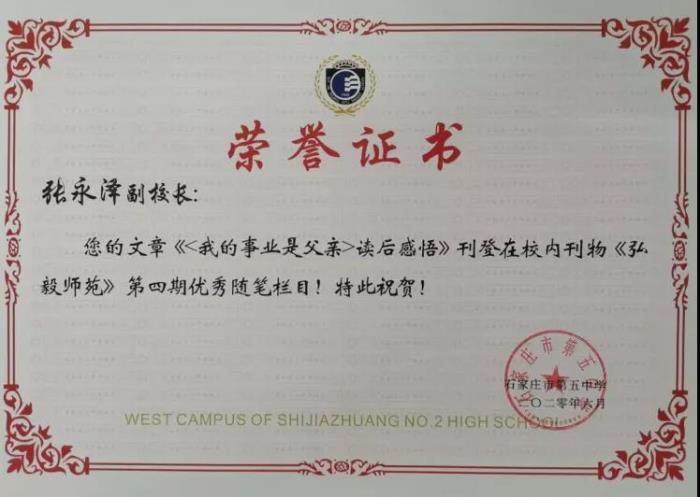 荣誉证书
张永泽副校长：
您的文章《<我的事业是父亲>读后感悟》刊登在校内刊物《弘
毅师苑》第四期优秀随笔栏目！特此祝贺！
石家庄市第五中学
二〇二〇年六月
WEST CAMPUS OF SHIJIAZHUANG NO.2 HIGH SCHOOL